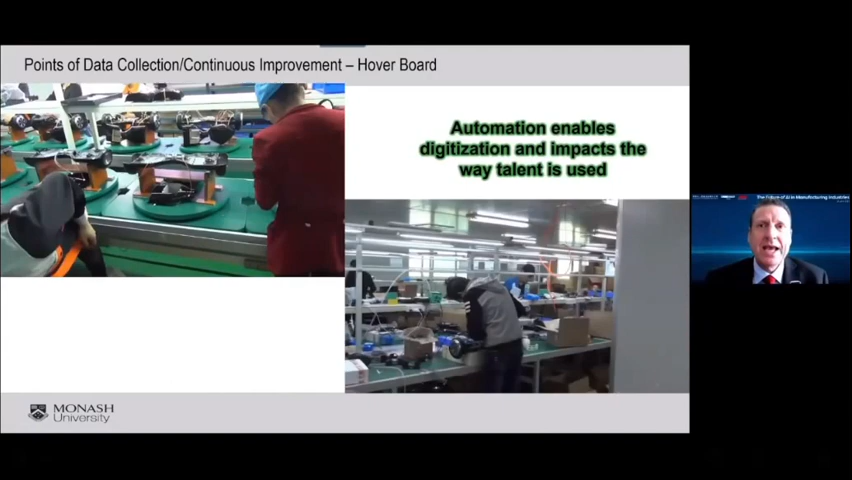 Points of Data Collection/Continuous Improvement – Hover Board
Automation enables
digitization and impacts the
way talent is used
The Future of AI in Manufacturing Industries
MONASH
University